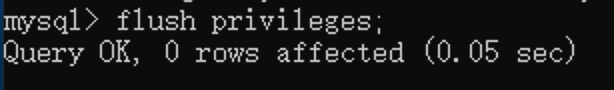 mysql> flush privileges;
Query OK, 0 rows affected (0.05 sec)